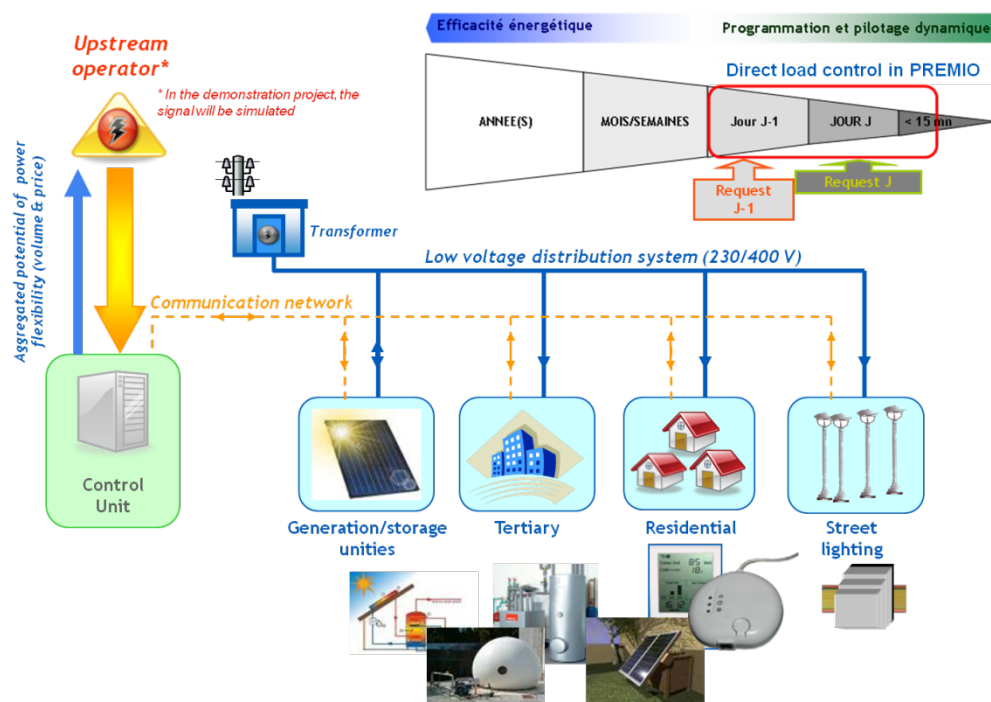 Efficacité énergétique
Programmation et pilotage dynamique
Upstream
operator*
* In the demonstration project, the
signal will be simulated
Direct load control in PREMIO
ANNEE(S)
MOIS/SEMAINES
Jour J-1
JOUR J
< 15 mn
Request
J-1
Request J
Aggregated potential of power
flexibility (volume & price)
Transformer
Low voltage distribution system (230/400 V)
Communication network
Control
Unit
Generation/storage
unities
Tertiary
Residential
Street
lighting